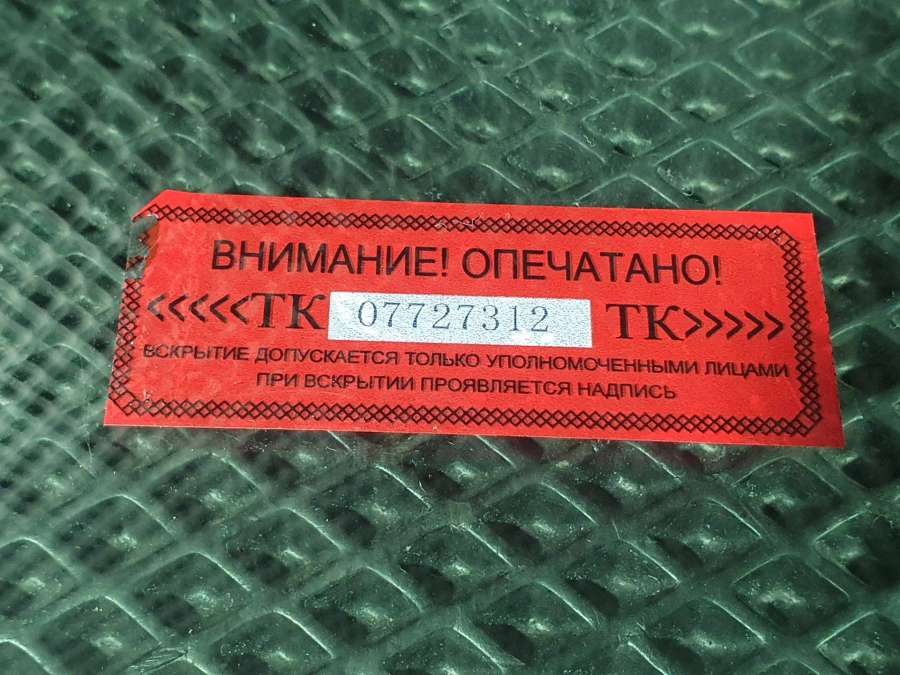 ВНИМАНИЕ! ОПЕЧАТАНО!
<<<<<ТК 07727312 ТК>>>>>
ВСКРЫТИЕ ДОПУСКАЕТСЯ ТОЛЬКО УПОЛНОМОЧЕННЫМИ ЛИЦАМИ
ПРИ ВСКРЫТИИ ПРОЯВЛЯЕТСЯ НАДПИСЬ